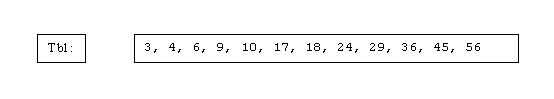 Tbl: 3, 4, 6, 9, 10, 17, 18, 24, 29, 36, 45, 56